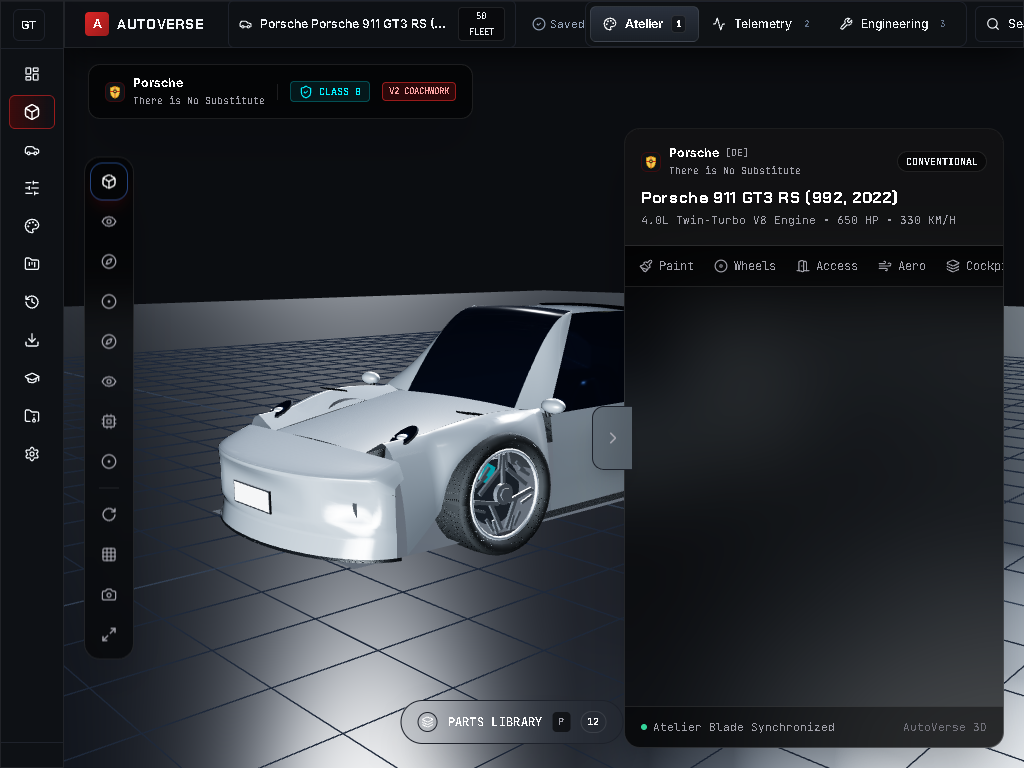 GT
A AUTOVERSE
Porsche Porsche 911 GT3 RS (...
50
FLEET
Saved
Atelier 1
Telemetry 2
Engineering 3
Porsche
There is No Substitute
CLASS B
V2 COACHWORK
Porsche [DE]
There is No Substitute
CONVENTIONAL
Porsche 911 GT3 RS (992, 2022)
4.0L Twin-Turbo V8 Engine • 650 HP • 330 KM/H
Paint
Wheels
Access
Aero
PARTS LIBRARY P 12
Atelier Blade Synchronized
AutoVerse 3D